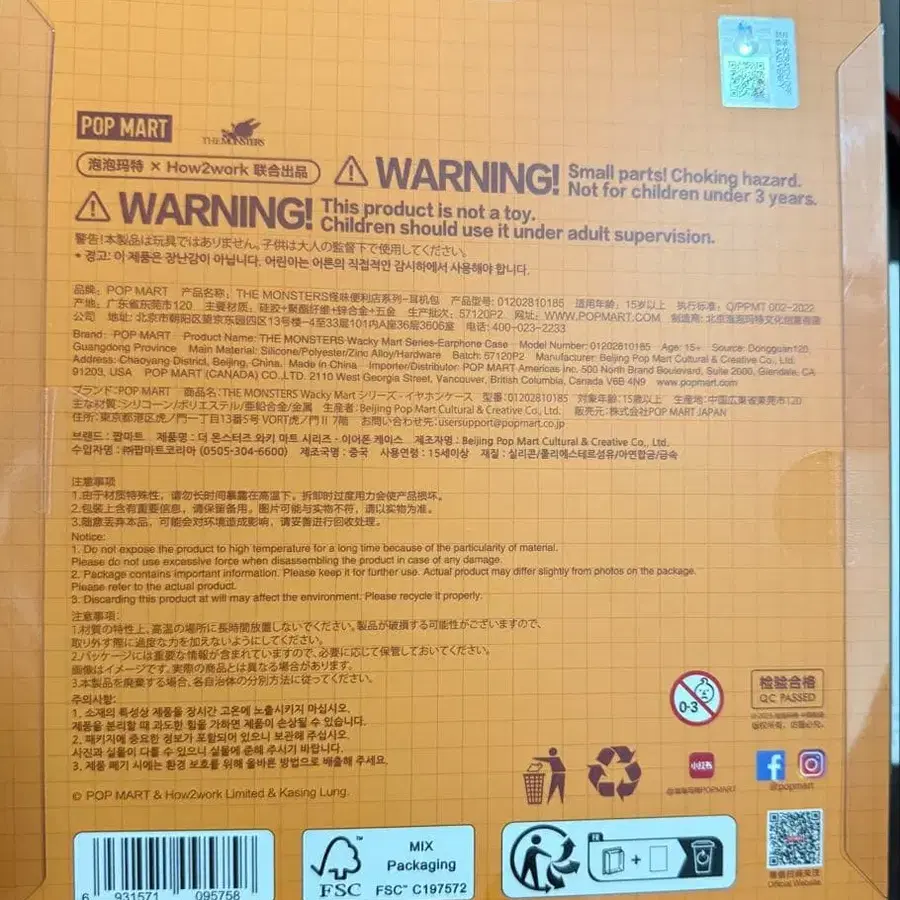 POP MART
THE MONSTERS
泡泡玛特 × How2work 联合出品
WARNING! Small parts! Choking hazard.
Not for children under 3 years.
WARNING! This product is not a toy.
Children should use it under adult supervision.
警告!本製品は玩具ではありません。子供は大人の監督下で使用してください。
* 경고: 이 제품은 장난감이 아닙니다. 어린이는 어른의 직접적인 감시하에서 사용해야 합니다.
品牌: POP MART 产品名称: THE MONSTERS怪味便利店系列-耳机包 产品型号: 01202810185 适用年龄: 15岁以上 执行标准: Q/PPMT 002-2022
产地: 广东省东莞市120 主要材质: 硅胶+聚酯纤维+锌合金+五金 生产批次: 57120P2 网址: WWW.POPMART.COM 制造商: 北京泡泡玛特文化创意有限
公司 地址: 北京市朝阳区望京东园四区13号楼-4至33层101内A座36层3606室 电话: 400-023-2233
Brand: POP MART Product Name: THE MONSTERS Wacky Mart Series-Earphone Case Model Number: 01202810185 Age: 15+ Source: Dongguan120,
Guangdong Province Main Material: Silicone/Polyester/Zinc Alloy/Hardware Batch: 57120P2 Manufacturer: Beijing Pop Mart Cultural & Creative Co., Ltd.
Address: Chaoyang District, Beijing, China. Made in China Importer/Distributor: POP MART Americas Inc. 500 North Brand Boulevard, Suite 2000, Glendale, CA
91203, USA POP MART (CANADA) CO.,LTD. 2110 West Georgia Street, Vancouver, British Columbia, Canada V6B 4N9 www.popmart.com
ブランド: POP MART 商品名: THE MONSTERS Wacky Mart シリーズ - イヤホンケース 型番: 01202810185 対象年齢: 15歳以上 生産地: 中国広東省東莞市120
主な材質: シリコーン/ポリエステル/亜鉛合金/金属 生産者: Beijing Pop Mart Cultural & Creative Co., Ltd. 販売元: 株式会社POP MART JAPAN
住所: 東京都港区虎ノ門一丁目13番5号 VORT虎ノ門Ⅱ 7階 お問い合わせ先: usersupport@popmart.co.jp
브랜드 : 팝마트 제품명 : 더 몬스터즈 와키 마트 시리즈 - 이어폰 케이스 제조자명 : Beijing Pop Mart Cultural & Creative Co., Ltd.
수입자명 : ㈜팝마트코리아 (0505-304-6600) 제조국명 : 중국 사용연령 : 15세이상 재질 : 실리콘/폴리에스테르섬유/아연합금/금속
注意事项
1.由于材质特殊性, 请勿长时间暴露在高温下。拆卸时过度用力会使产品损坏。
2.包装上含有重要信息, 请保留备用。图片可能与实物不符, 请以实物为准。
3.随意丢弃本品, 可能会对环境造成影响, 请妥善进行回收处理。
Notice:
1. Do not expose the product to high temperature for a long time because of the particularity of material.
Please do not use excessive force when disassembling the product in case of any damage.
2. Package contains important information. Please keep it for further use. Actual product may differ slightly from photos on the package.
Please refer to the actual product.
3. Discarding this product at will may affect the environment. Please recycle it properly.
注意事項:
1.材質の特性上、高温の場所に長時間放置しないでください。製品が破損する可能性がございますので、
取り外す際に過度な力を加えないようにしてください。
2.パッケージには重要な情報が含まれていますので、必要に応じて保管しておいてください。
画像はイメージです。実際の商品とは異なる場合があります。
3.本製品を廃棄する場合、各自治体の分別方法に従ってください。
주의사항:
1. 소재의 특성상 제품을 장시간 고온에 노출시키지 마십시오.
제품을 분리할 때 과도한 힘을 가하면 제품이 손상될 수 있습니다.
2. 패키지에 중요한 정보가 포함되어 있으니 보관해 주십시오.
사진과 실물이 다를 수 있으니 실물에 준해 주시기 바랍니다.
3. 제품 폐기 시에는 환경 보호를 위해 올바른 방법으로 배출해 주세요.
0-3
检验合格
QC PASSED
© POP MART & How2work Limited & Kasing Lung.
@泡泡玛特POPMART
@popmart
6 931571 095758
FSC
MIX
Packaging
FSC™ C197572
FR
+
Official Website